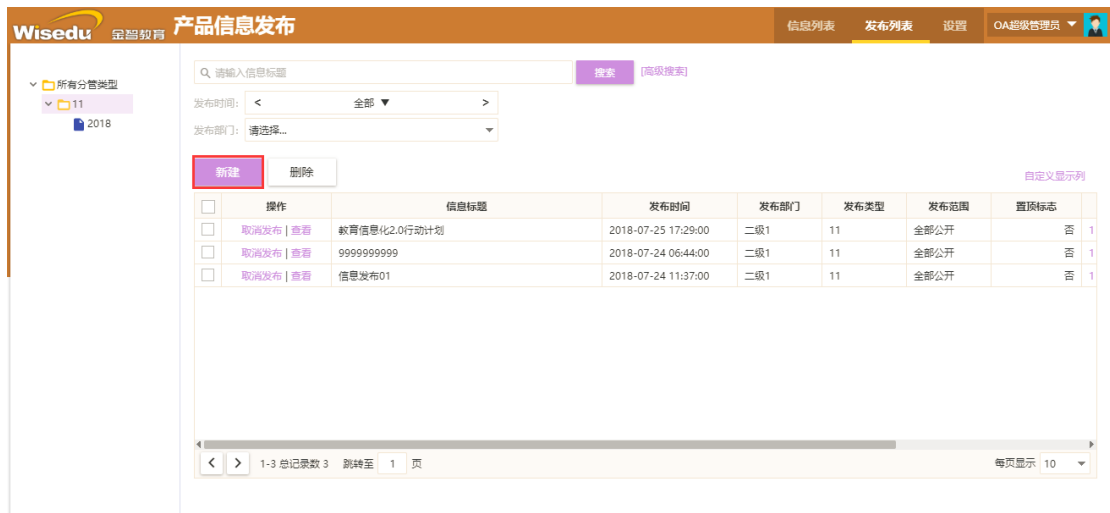 Wisedu 金智教育 产品信息发布 信息列表 发布列表 设置 OA超级管理员
所有分管类型
11
2018
请输入信息标题 搜索 [高级搜索]
发布时间: < 全部 ▼ >
发布部门: 请选择...
新建 删除 自定义显示列
操作 信息标题 发布时间 发布部门 发布类型 发布范围 置顶标志
取消发布 | 查看 教育信息化2.0行动计划 2018-07-25 17:29:00 二级1 11 全部公开 否 1
取消发布 | 查看 9999999999 2018-07-24 06:44:00 二级1 11 全部公开 否 1
取消发布 | 查看 信息发布01 2018-07-24 11:37:00 二级1 11 全部公开 否 1
1-3 总记录数 3 跳转至 1 页 每页显示 10